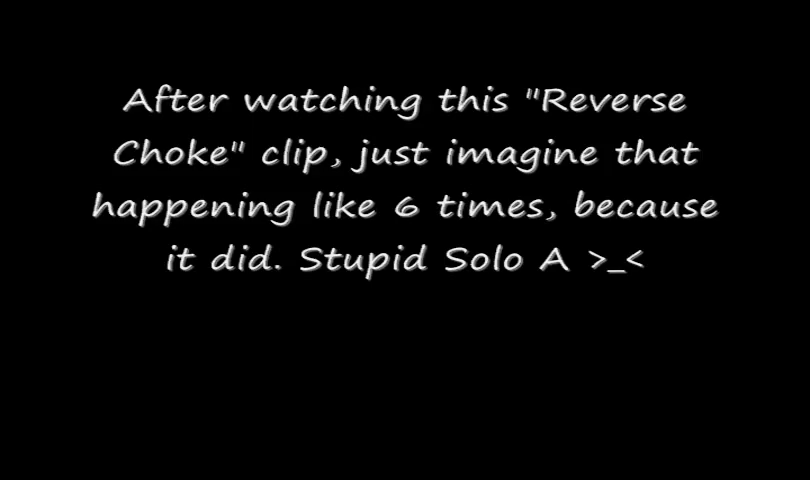 After watching this "Reverse
Choke" clip, just imagine that
happening like 6 times, because
it did. Stupid Solo A >_<